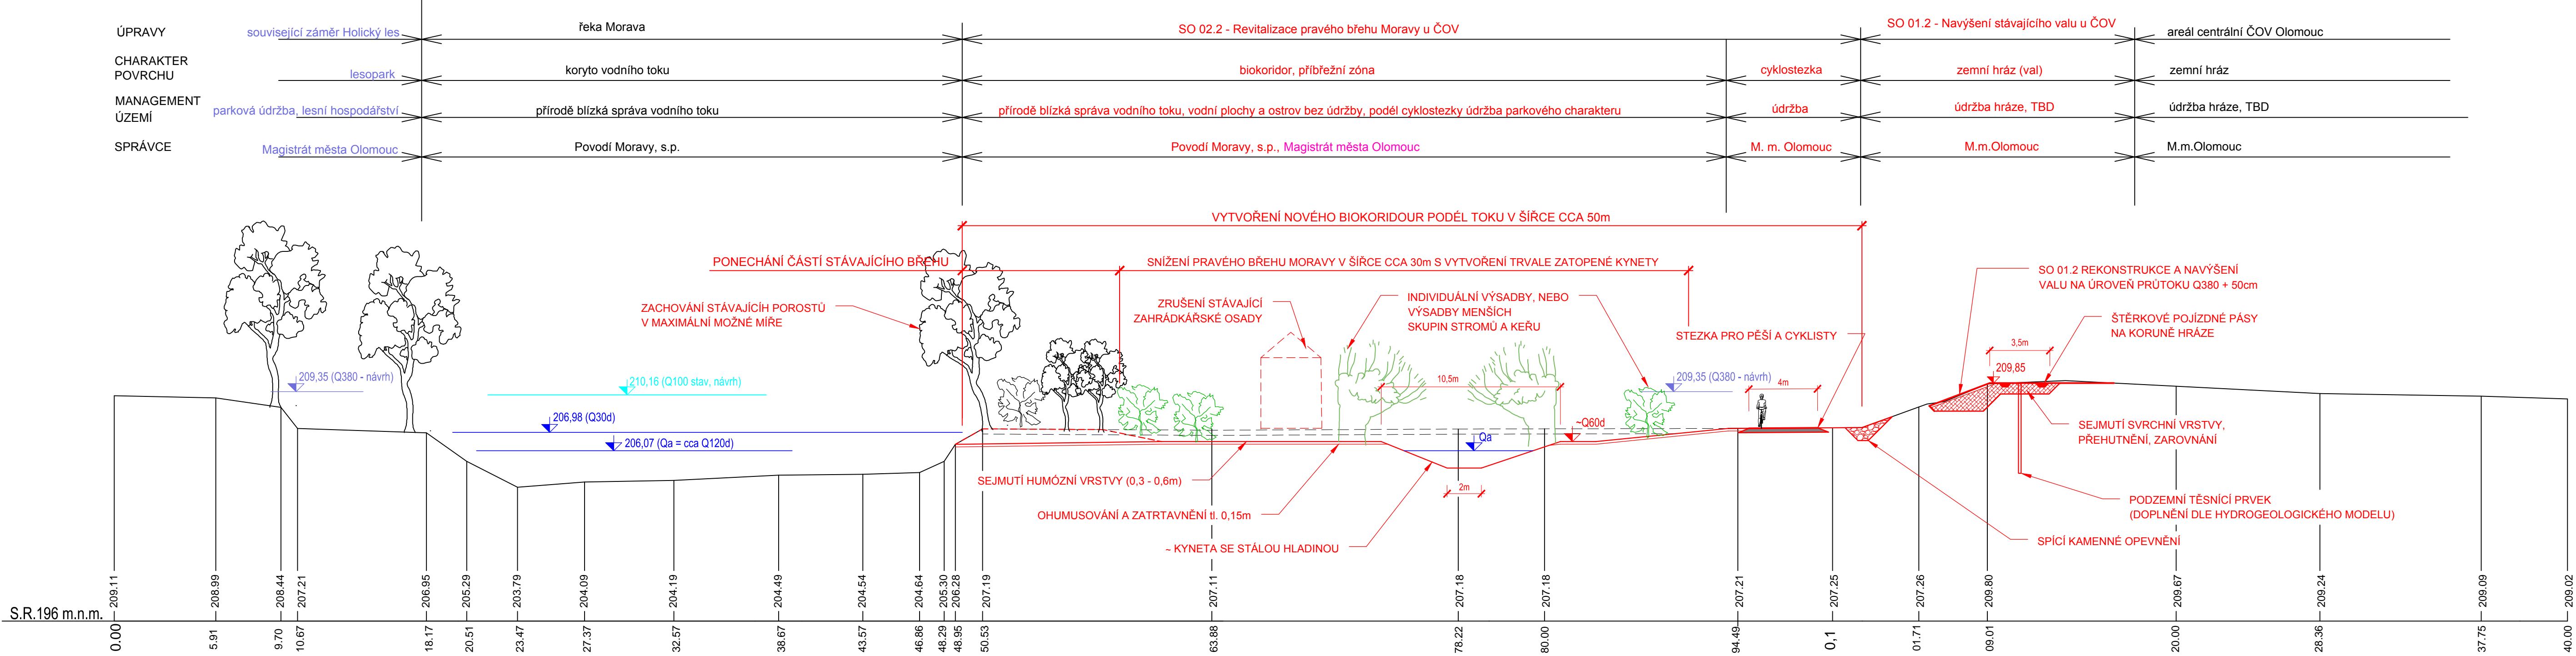 ÚPRAVY
související záměr Holický les
řeka Morava
SO 02.2 - Revitalizace pravého břehu Moravy u ČOV
SO 01.2 - Navýšení stávajícího valu u ČOV
areál centrální ČOV Olomouc
CHARAKTER
POVRCHU
lesopark
koryto vodního toku
biokoridor, příbřežní zóna
cyklostezka
zemní hráz (val)
zemní hráz
MANAGEMENT
ÚZEMÍ
parková údržba, lesní hospodářství
přírodě blízká správa vodního toku
přírodě blízká správa vodního toku, vodní plochy a ostrov bez údržby, podél cyklostezky údržba parkového charakteru
údržba
údržba hráze, TBD
údržba hráze, TBD
SPRÁVCE
Magistrát města Olomouc
Povodí Moravy, s.p.
Povodí Moravy, s.p., Magistrát města Olomouc
M. m. Olomouc
M.m.Olomouc
M.m.Olomouc
VYTVOŘENÍ NOVÉHO BIOKORIDOUR PODÉL TOKU V ŠÍŘCE CCA 50m
PONECHÁNÍ ČÁSTÍ STÁVAJÍCÍHO BŘEHU
SNÍŽENÍ PRAVÉHO BŘEHU MORAVY V ŠÍŘCE CCA 30m S VYTVOŘENÍ TRVALE ZATOPENÉ KYNETY
ZACHOVÁNÍ STÁVAJÍCÍH POROSTŮ
V MAXIMÁLNÍ MOŽNÉ MÍŘE
ZRUŠENÍ STÁVAJÍCÍ
ZAHRÁDKÁŘSKÉ OSADY
INDIVIDUÁLNÍ VÝSADBY, NEBO
VÝSADBY MENŠÍCH
SKUPIN STROMŮ A KEŘU
STEZKA PRO PĚŠÍ A CYKLISTY
SO 01.2 REKONSTRUKCE A NAVÝŠENÍ
VALU NA ÚROVEŇ PRŮTOKU Q380 + 50cm
ŠTĚRKOVÉ POJÍZDNÉ PÁSY
NA KORUNĚ HRÁZE
3,5m
209,85
209,35 (Q380 - návrh)
210,16 (Q100 stav, návrh)
10,5m
209,35 (Q380 - návrh)
4m
206,98 (Q30d)
206,07 (Qa = cca Q120d)
Qa
~Q60d
SEJMUTÍ SVRCHNÍ VRSTVY,
PŘEHUTNĚNÍ, ZAROVNÁNÍ
SEJMUTÍ HUMÓZNÍ VRSTVY (0,3 - 0,6m)
2m
OHUMUSOVÁNÍ A ZATRTAVNĚNÍ tl. 0,15m
~ KYNETA SE STÁLOU HLADINOU
PODZEMNÍ TĚSNÍCÍ PRVEK
(DOPLNĚNÍ DLE HYDROGEOLOGICKÉHO MODELU)
SPÍCÍ KAMENNÉ OPEVNĚNÍ
209.11
208.99
208.44
207.21
206.95
205.29
203.79
204.09
204.19
204.49
204.54
204.64
205.30
206.28
207.19
207.11
207.18
207.18
207.21
207.25
207.26
209.80
209.67
209.24
209.09
209.02
S.R.196 m.n.m.
0.00
5.91
9.70
10.67
18.17
20.51
23.47
27.37
32.57
38.67
43.57
46.86
48.29
48.95
50.53
63.88
78.22
80.00
94.49
0,1
01.71
09.01
20.00
28.36
37.75
40.00